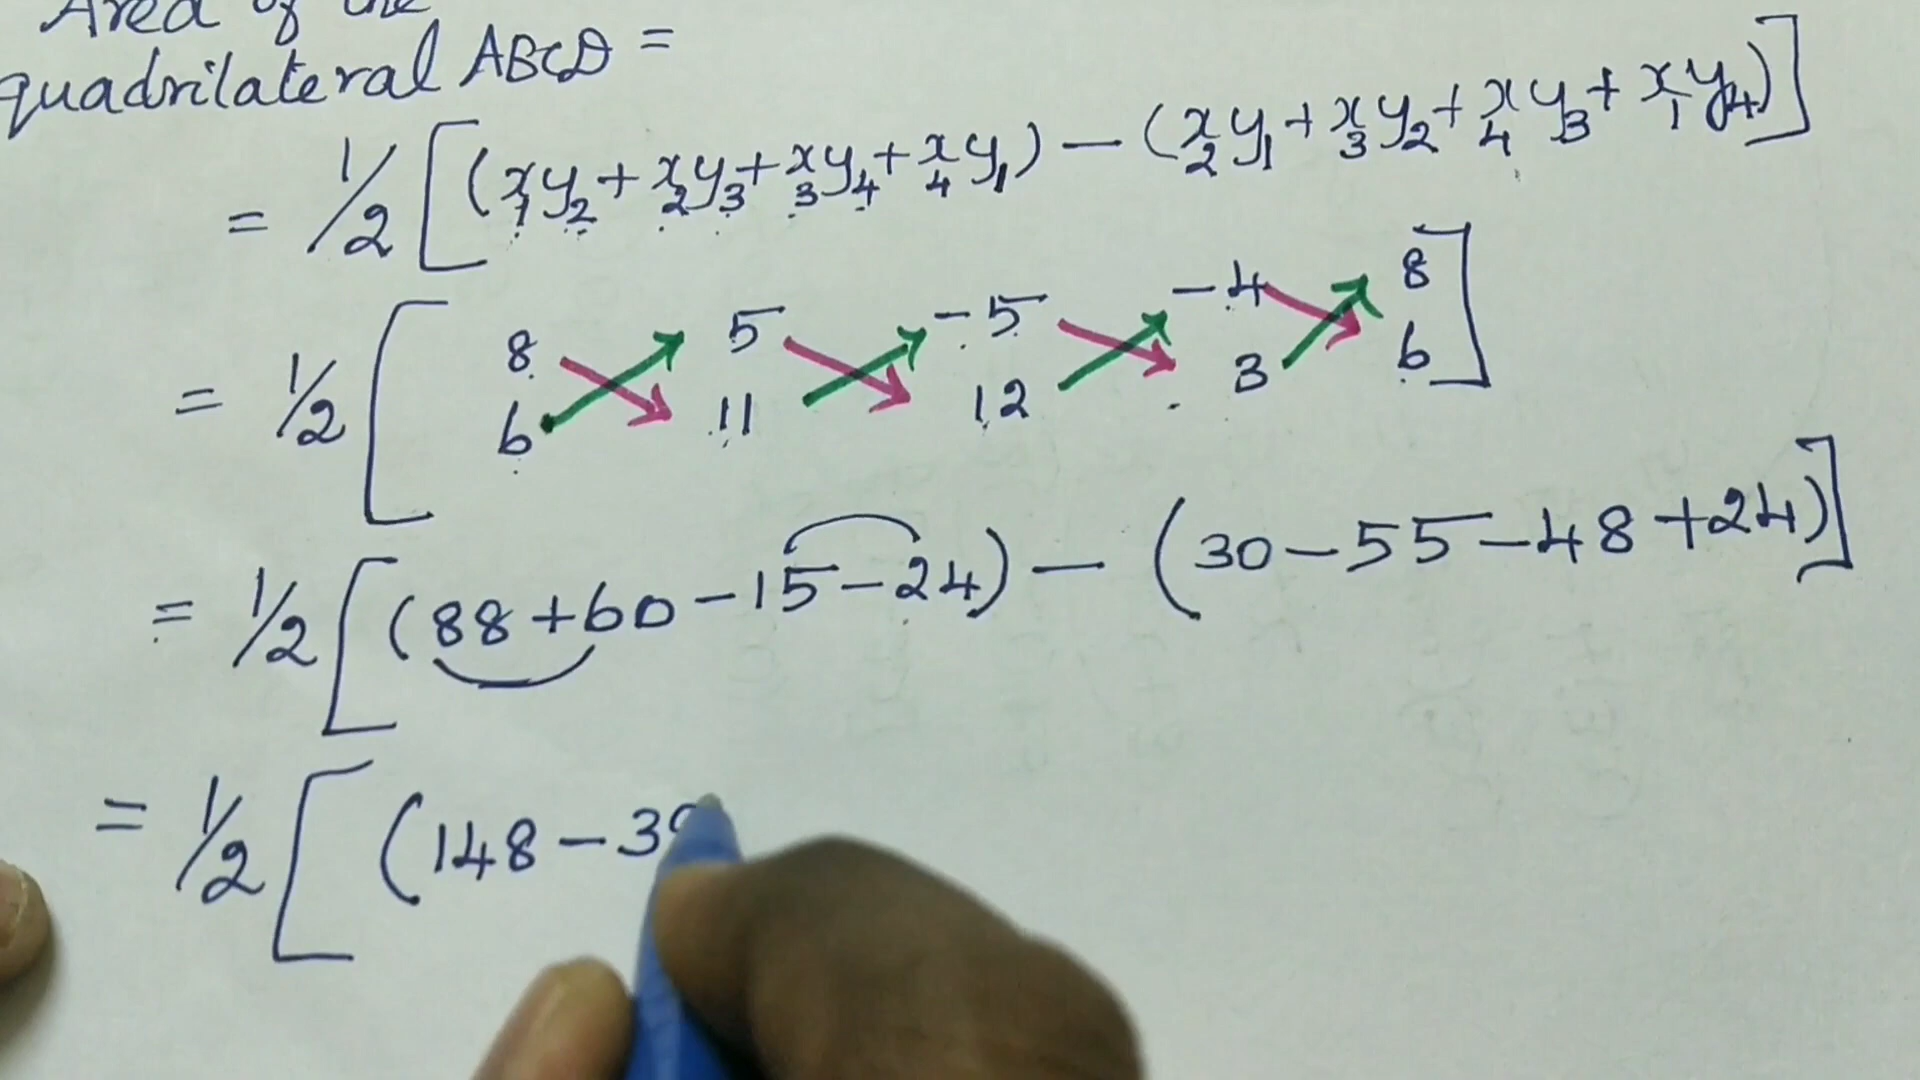 Area of the
quadrilateral ABCD =
= 1/2 [(x₁y₂ + x₂y₃ + x₃y₄ + x₄y₁) − (x₂y₁ + x₃y₂ + x₄y₃ + x₁y₄)]
= 1/2 [ 8 5 −5 −4 8 ]
6 11 12 3 6
= 1/2 [(88 + 60 − 15 − 24) − (30 − 55 − 48 + 24)]
= 1/2 [ (148 − 39